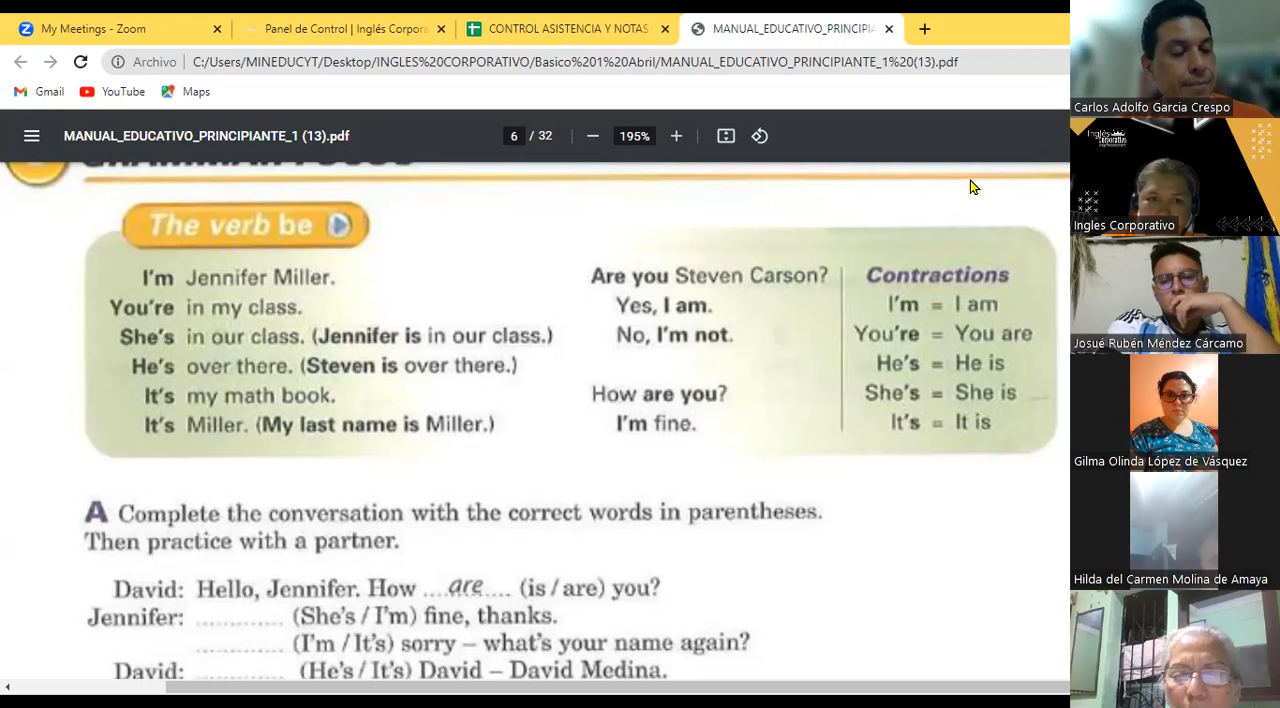 My Meetings - Zoom
Panel de Control | Inglés Corpora
CONTROL ASISTENCIA Y NOTAS
MANUAL_EDUCATIVO_PRINCIPIA
Archivo
C:/Users/MINEDUCYT/Desktop/INGLES%20CORPORATIVO/Basico%201%20Abril/MANUAL_EDUCATIVO_PRINCIPIANTE_1%20(13).pdf
Gmail
YouTube
Maps
MANUAL_EDUCATIVO_PRINCIPIANTE_1 (13).pdf
6 / 32
195%
The verb be
I'm Jennifer Miller.
You're in my class.
She's in our class. (Jennifer is in our class.)
He's over there. (Steven is over there.)
It's my math book.
It's Miller. (My last name is Miller.)
Are you Steven Carson?
Yes, I am.
No, I'm not.
How are you?
I'm fine.
Contractions
I'm = I am
You're = You are
He's = He is
She's = She is
It's = It is
A Complete the conversation with the correct words in parentheses.
Then practice with a partner.
David: Hello, Jennifer. How ....are.... (is / are) you?
Jennifer: ............. (She's / I'm) fine, thanks.
............. (I'm / It's) sorry – what's your name again?
David: ............. (He's / It's) David – David Medina.
Carlos Adolfo Garcia Crespo
Inglés
Corporativo
Ingles Corporativo
Josué Rubén Méndez Cárcamo
Gilma Olinda López de Vásquez
Hilda del Carmen Molina de Amaya